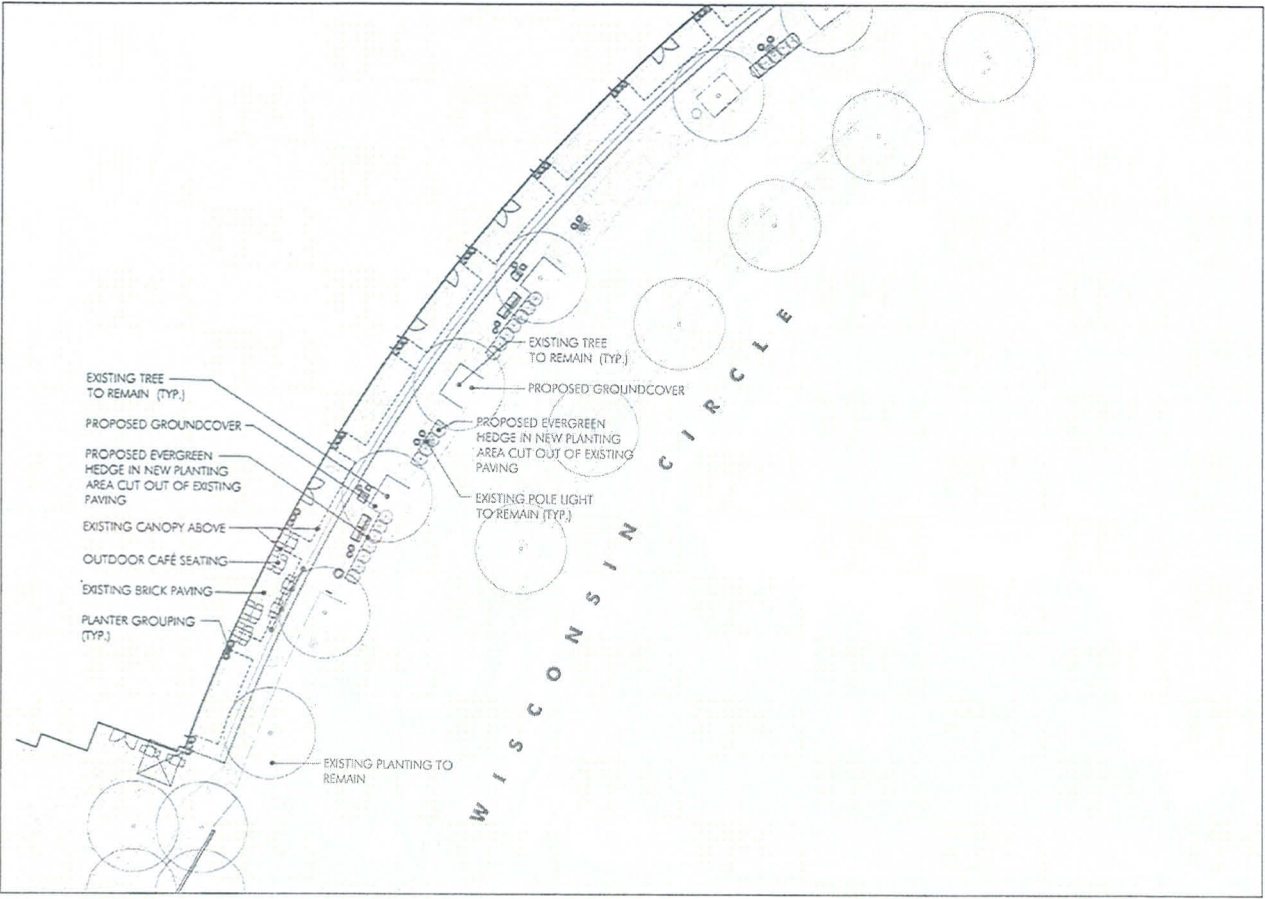 EXISTING TREE
TO REMAIN (TYP.)
PROPOSED GROUNDCOVER
PROPOSED EVERGREEN
HEDGE IN NEW PLANTING
AREA CUT OUT OF EXISTING
PAVING
EXISTING CANOPY ABOVE
OUTDOOR CAFÉ SEATING
EXISTING BRICK PAVING
PLANTER GROUPING
(TYP.)
EXISTING TREE
TO REMAIN (TYP.)
PROPOSED GROUNDCOVER
PROPOSED EVERGREEN
HEDGE IN NEW PLANTING
AREA CUT OUT OF EXISTING
PAVING
EXISTING POLE LIGHT
TO REMAIN (TYP.)
EXISTING PLANTING TO
REMAIN
WISCONSIN CIRCLE